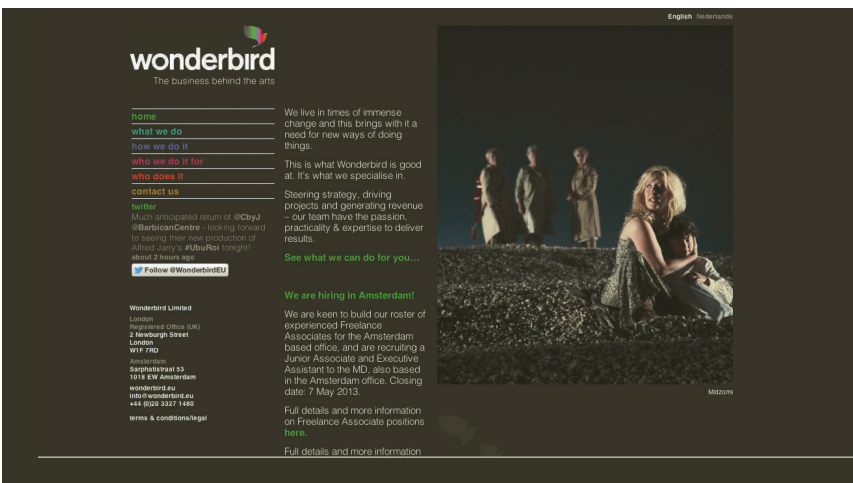 English Nederlands
wonderbird
The business behind the arts
home
what we do
how we do it
who we do it for
who does it
contact us
twitter
Much anticipated return of @CbyJ
@BarbicanCentre - looking forward
to seeing their new production of
Alfred Jarry's #UbuRoi tonight!
about 2 hours ago
Follow @WonderbirdEU
Wonderbird Limited
London
Registered Office (UK)
2 Newburgh Street
London
W1F 7RD
Amsterdam
Sarphatistraat 53
1018 EW Amsterdam
wonderbird.eu
info@wonderbird.eu
+44 (0)20 3327 1480
terms & conditions/legal
We live in times of immense
change and this brings with it a
need for new ways of doing
things.
This is what Wonderbird is good
at. It's what we specialise in.
Steering strategy, driving
projects and generating revenue
– our team have the passion,
practicality & expertise to deliver
results.
See what we can do for you...
We are hiring in Amsterdam!
We are keen to build our roster of
experienced Freelance
Associates for the Amsterdam
based office, and are recruiting a
Junior Associate and Executive
Assistant to the MD, also based
in the Amsterdam office. Closing
date: 7 May 2013.
Full details and more information
on Freelance Associate positions
here.
Full details and more information
Midzomi